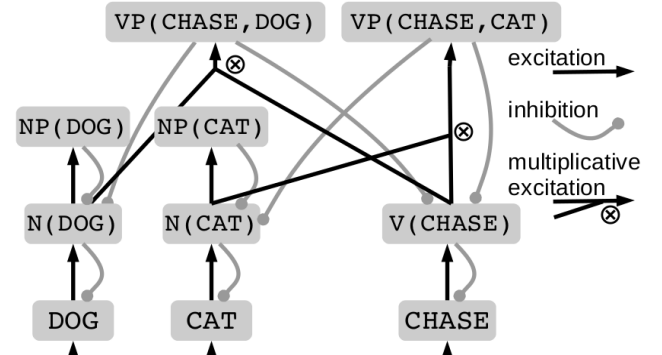 VP(CHASE,DOG) VP(CHASE,CAT)
⊗
excitation
inhibition
NP(DOG) NP(CAT)
⊗
multiplicative
excitation
⊗
N(DOG) N(CAT) V(CHASE)
DOG CAT CHASE